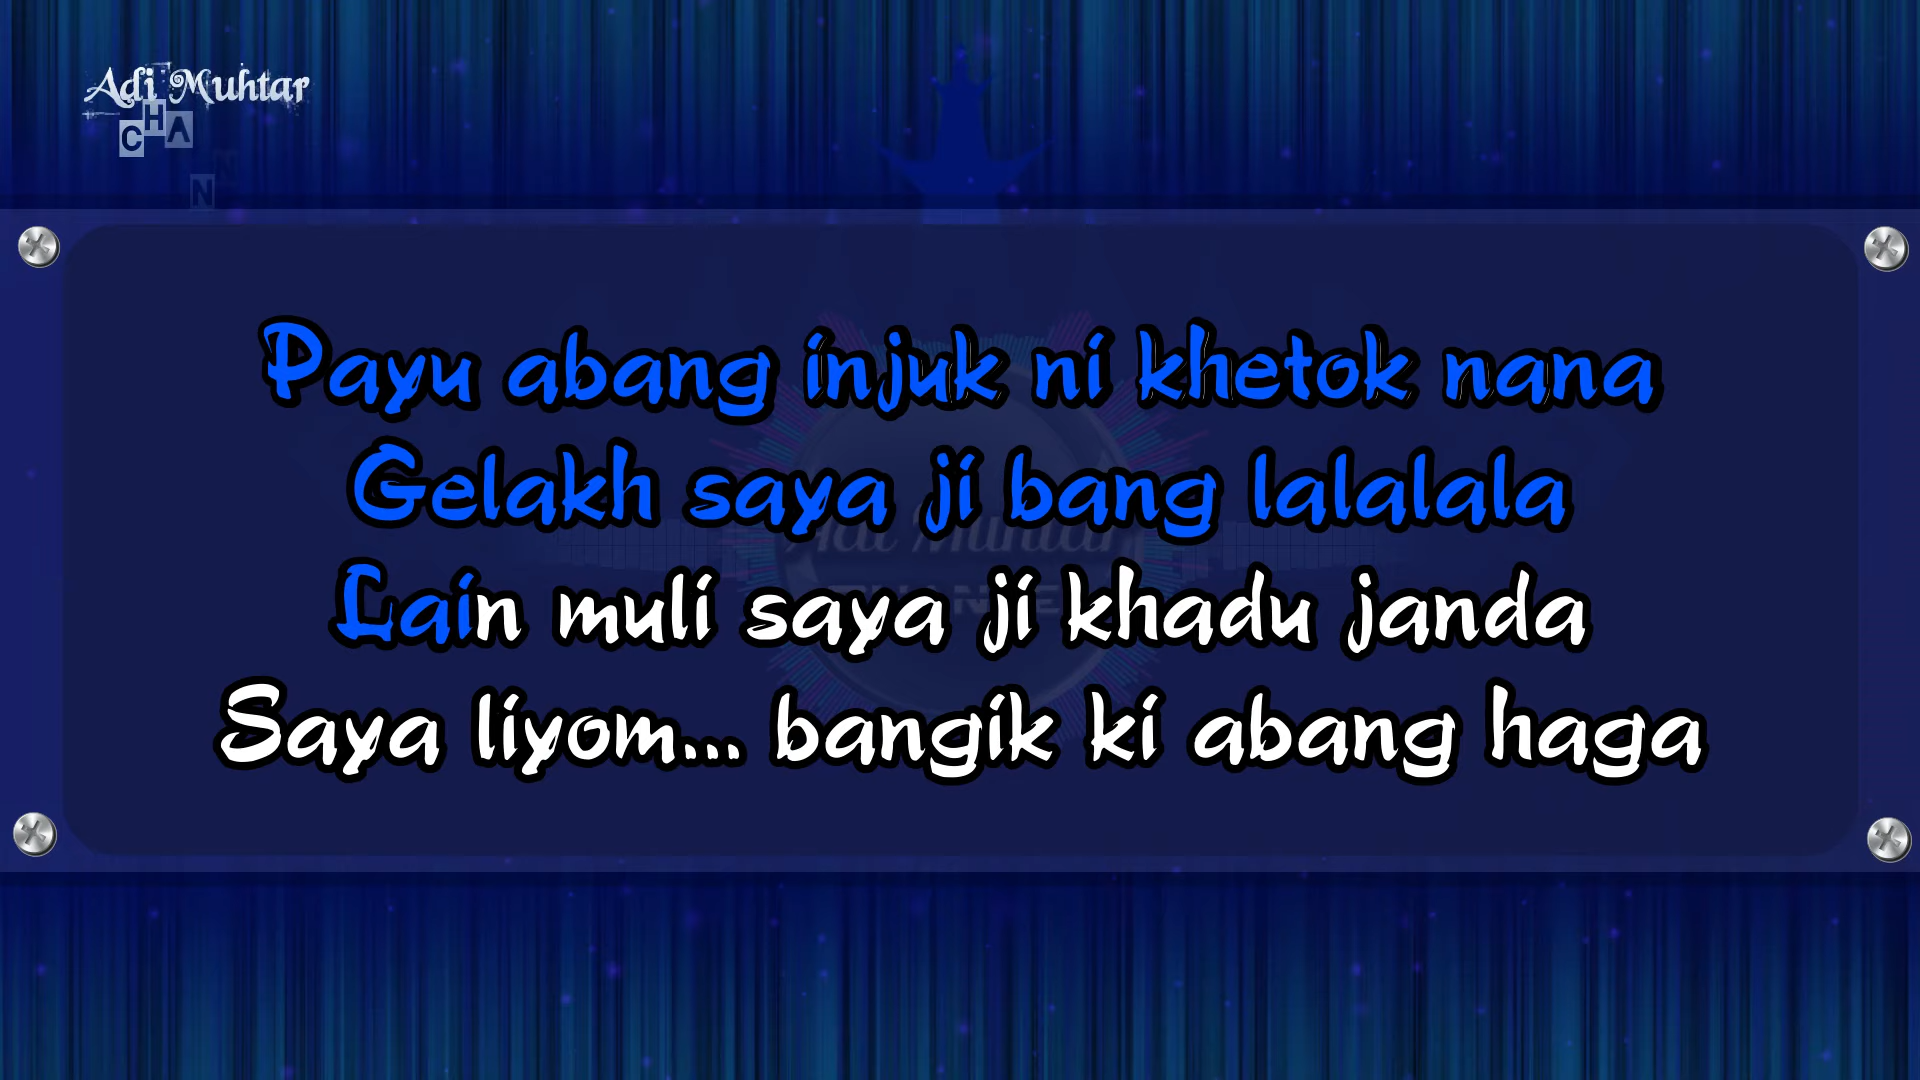 Adi Muhtar
CHA
N
Payu abang injuk ni khetok nana
Gelakh saya ji bang lalalala
Lain muli saya ji khadu janda
Saya liyom... bangik ki abang haga